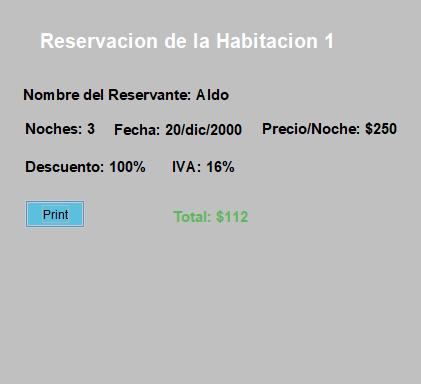 Reservacion de la Habitacion 1
Nombre del Reservante: Aldo
Noches: 3 Fecha: 20/dic/2000 Precio/Noche: $250
Descuento: 100% IVA: 16%
Print Total: $112